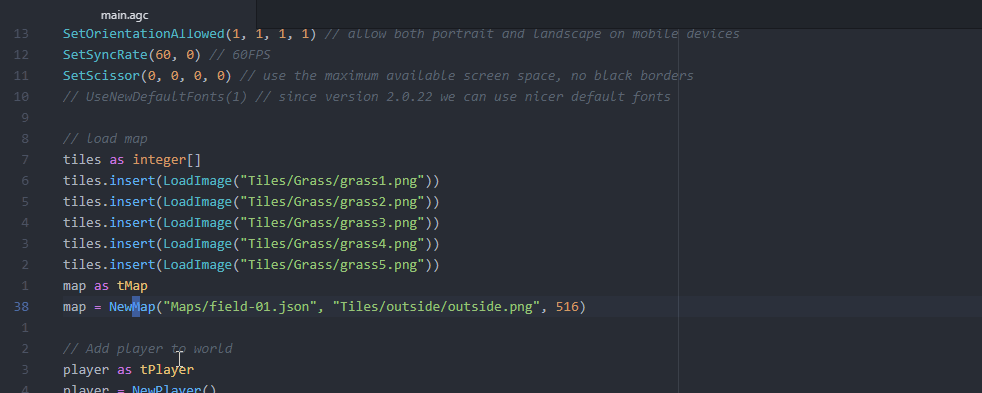 main.agc
13 SetOrientationAllowed(1, 1, 1, 1) // allow both portrait and landscape on mobile devices
12 SetSyncRate(60, 0) // 60FPS
11 SetScissor(0, 0, 0, 0) // use the maximum available screen space, no black borders
10 // UseNewDefaultFonts(1) // since version 2.0.22 we can use nicer default fonts
9
8 // load map
7 tiles as integer[]
6 tiles.insert(LoadImage("Tiles/Grass/grass1.png"))
5 tiles.insert(LoadImage("Tiles/Grass/grass2.png"))
4 tiles.insert(LoadImage("Tiles/Grass/grass3.png"))
3 tiles.insert(LoadImage("Tiles/Grass/grass4.png"))
2 tiles.insert(LoadImage("Tiles/Grass/grass5.png"))
1 map as tMap
38 map = NewMap("Maps/field-01.json", "Tiles/outside/outside.png", 516)
1
2 // Add player to world
3 player as tPlayer
4 player = NewPlayer()